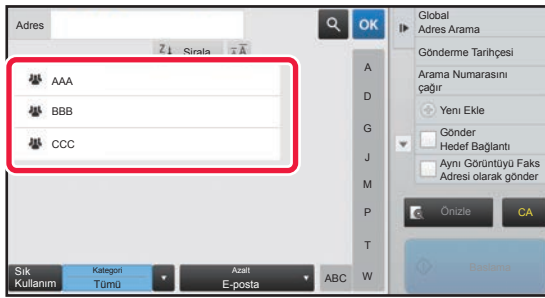 Adres
OK
Sırala
AAA
BBB
CCC
A
D
G
J
M
P
T
W
Sık
Kullanım
Kategori
Tümü
Azalt
E-posta
ABC
Global
Adres Arama
Gönderme Tarihçesi
Arama Numarasını
çağır
Yeni Ekle
Gönder
Hedef Bağlantı
Aynı Görüntüyü Faks
Adresi olarak gönder
Önizle
CA